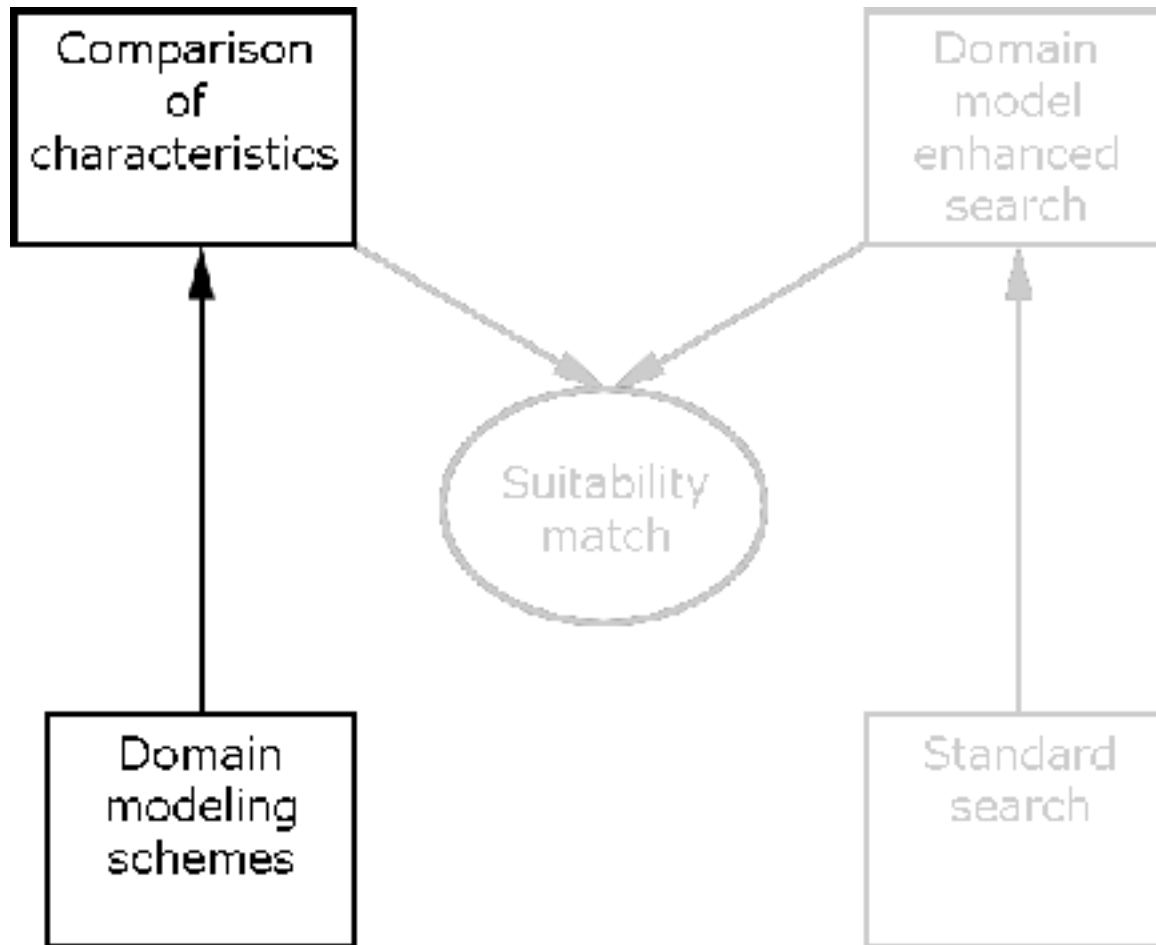 Comparison
of
characteristics
Domain
model
enhanced
search
Suitability
match
Domain
modeling
schemes
Standard
search